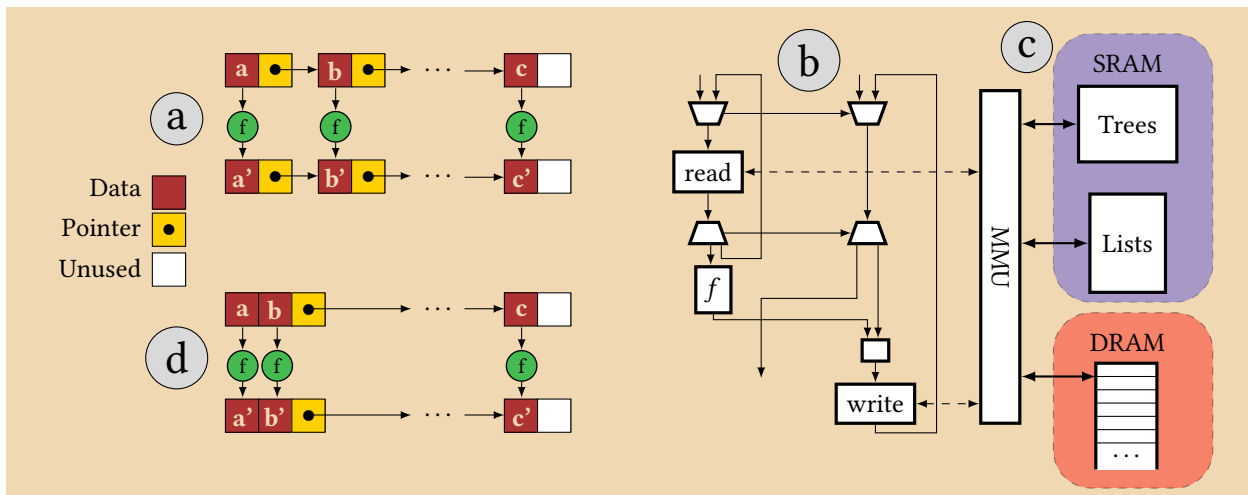 a b ··· c
f f f
a
a' b' ··· c'
Data
Pointer
Unused
a b ··· c
d
f f f
a' b' ··· c'
b
read
f
write
MMU
c
SRAM
Trees
Lists
DRAM
···